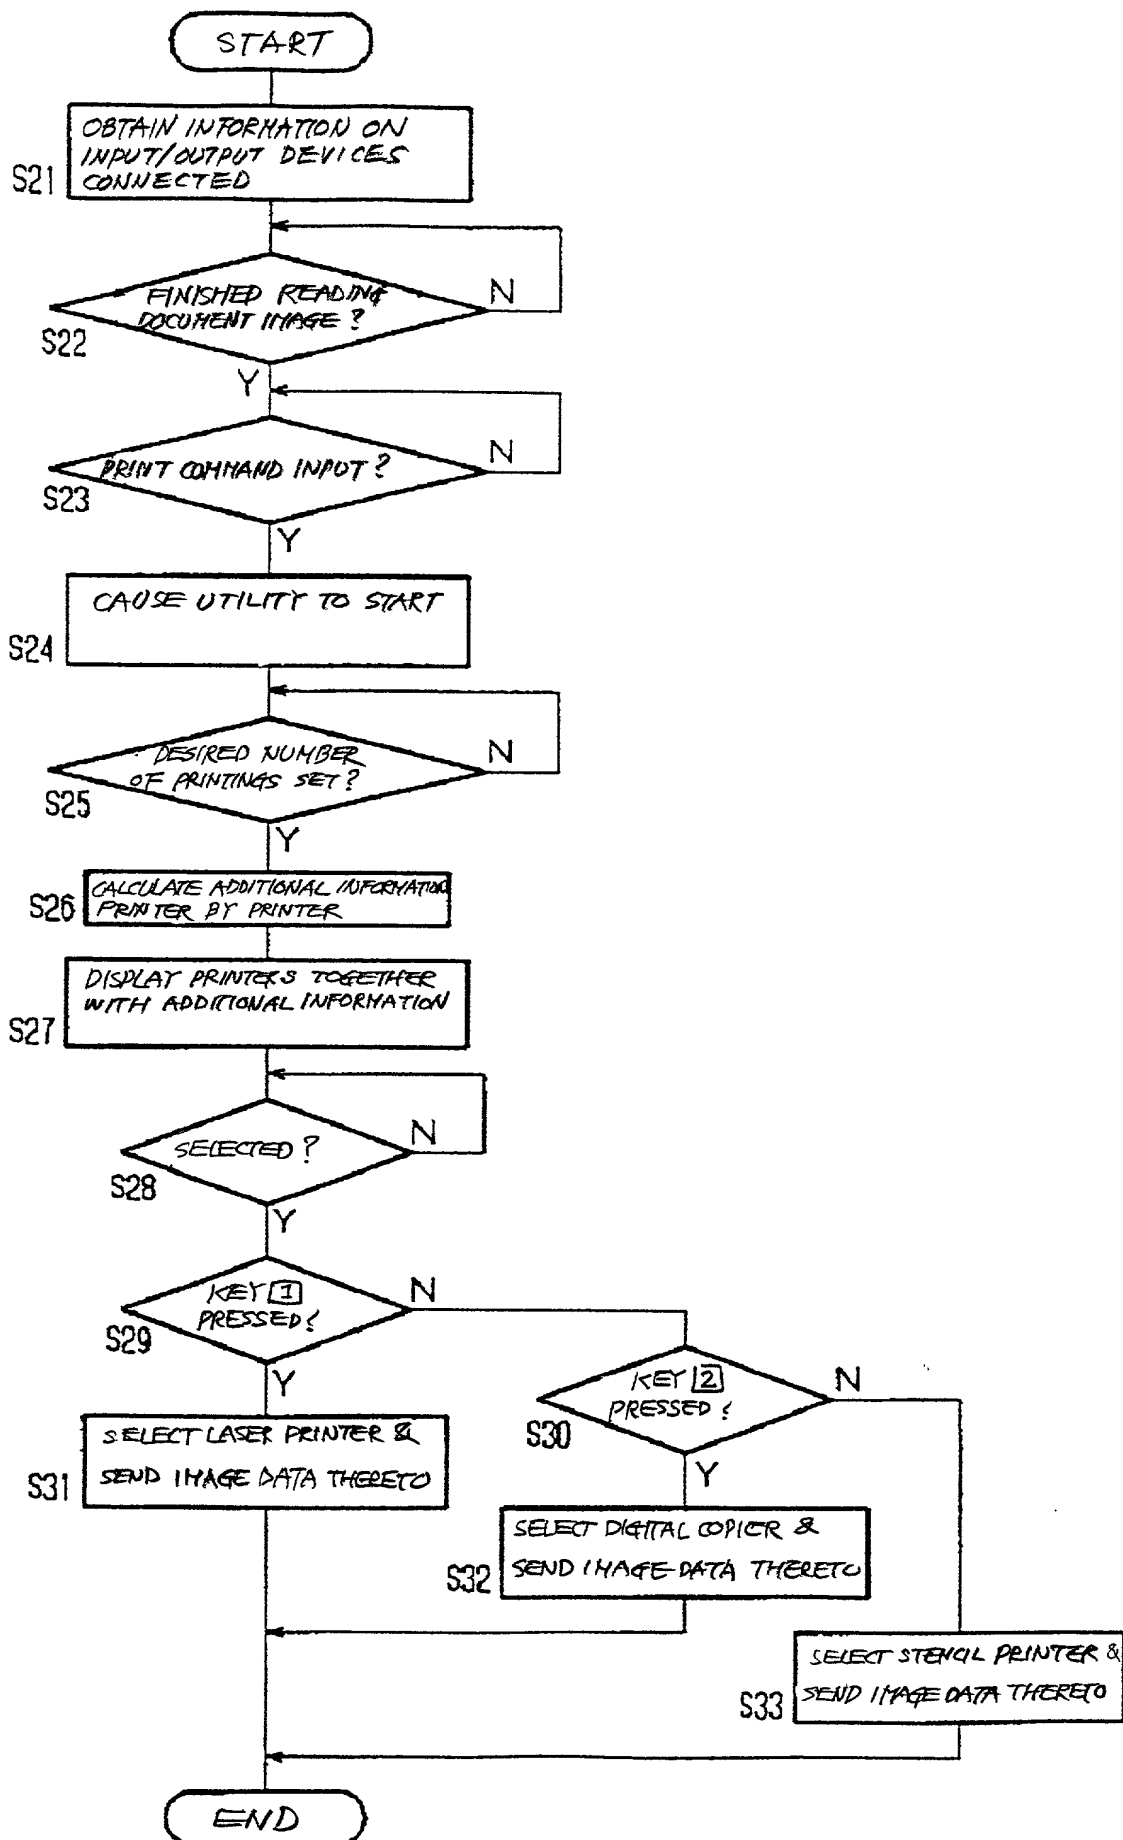 START
OBTAIN INFORMATION ON
INPUT/OUTPUT DEVICES
CONNECTED
S21
FINISHED READING
DOCUMENT IMAGE?
N
S22
Y
PRINT COMMAND INPUT?
N
S23
Y
CAUSE UTILITY TO START
S24
DESIRED NUMBER
OF PRINTINGS SET?
N
S25
Y
CALCULATE ADDITIONAL INFORMATION
PRINTER BY PRINTER
S26
DISPLAY PRINTERS TOGETHER
WITH ADDITIONAL INFORMATION
S27
SELECTED?
N
S28
Y
KEY 1
PRESSED?
N
S29
Y
KEY 2
PRESSED?
N
S30
Y
SELECT LASER PRINTER &
SEND IMAGE DATA THERETO
S31
SELECT DIGITAL COPIER &
SEND IMAGE DATA THERETO
S32
SELECT STENCIL PRINTER &
SEND IMAGE DATA THERETO
S33
END